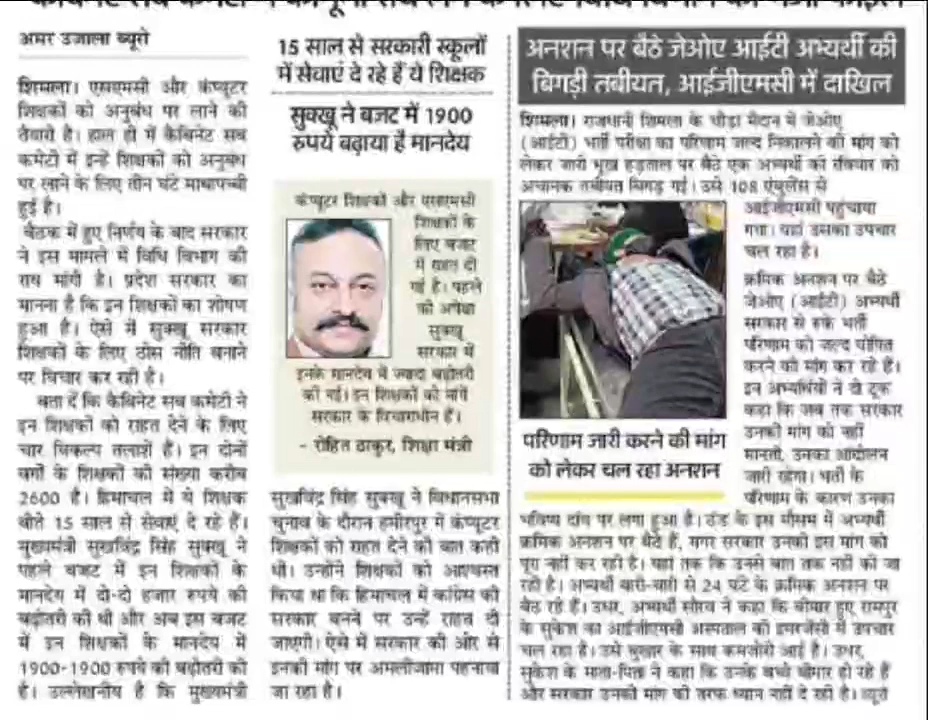 अमर उजाला ब्यूरो
शिमला। एसएमसी और कंप्यूटर
शिक्षकों को अनुबंध पर लाने की
तैयारी है। हाल ही में कैबिनेट सब
कमेटी में इन्हें शिक्षकों को अनुबंध
पर लाने के लिए तीन घंटे माथापच्ची
हुई है।
बैठक में हुए निर्णय के बाद सरकार
ने इस मामले में विधि विभाग की
राय मांगी है। प्रदेश सरकार का
मानना है कि इन शिक्षकों का शोषण
हुआ है। ऐसे में सुक्खू सरकार
शिक्षकों के लिए ठोस नीति बनाने
पर विचार कर रही है।
बता दें कि कैबिनेट सब कमेटी ने
इन शिक्षकों को राहत देने के लिए
चार विकल्प तलाशे हैं। इन दोनों
वर्गों के शिक्षकों की संख्या करीब
2600 है। हिमाचल में ये शिक्षक
बीते 15 साल से सेवाएं दे रहे हैं।
मुख्यमंत्री सुखविंद्र सिंह सुक्खू ने
पहले बजट में इन शिक्षकों के
मानदेय में दो-दो हजार रुपये की
बढ़ोतरी की थी और अब इस बजट
में इन शिक्षकों के मानदेय में
1900-1900 रुपये की बढ़ोतरी की
है। उल्लेखनीय है कि मुख्यमंत्री
15 साल से सरकारी स्कूलों
में सेवाएं दे रहे हैं ये शिक्षक
सुक्खू ने बजट में 1900
रुपये बढ़ाया है मानदेय
कंप्यूटर शिक्षकों और एसएमसी
शिक्षकों के
लिए बजट
में राहत दी
गई है। पहले
की अपेक्षा
सुक्खू
सरकार में
इनके मानदेय में ज्यादा बढ़ोतरी
की गई। इन शिक्षकों की मांगें
सरकार के विचाराधीन हैं।
- रोहित ठाकुर, शिक्षा मंत्री
सुखविंद्र सिंह सुक्खू ने विधानसभा
चुनाव के दौरान हमीरपुर में कंप्यूटर
शिक्षकों को राहत देने की बात कही
थी। उन्होंने शिक्षकों को आश्वस्त
किया था कि हिमाचल में कांग्रेस की
सरकार बनने पर उन्हें राहत दी
जाएगी। ऐसे में सरकार की ओर से
इनकी मांग पर अमलीजामा पहनाया
जा रहा है।
अनशन पर बैठे जेओए आईटी अभ्यर्थी की
बिगड़ी तबीयत, आईजीएमसी में दाखिल
शिमला। राजधानी शिमला के चौड़ा मैदान में जेओए
(आईटी) भर्ती परीक्षा का परिणाम जल्द निकालने की मांग को
लेकर जारी भूख हड़ताल पर बैठे एक अभ्यर्थी की रविवार को
अचानक तबीयत बिगड़ गई। उसे 108 एंबुलेंस से
आईजीएमसी पहुंचाया
गया। यहां उसका उपचार
चल रहा है।
क्रमिक अनशन पर बैठे
जेओए (आईटी) अभ्यर्थी
सरकार से रुके भर्ती
परिणाम को जल्द घोषित
करने की मांग कर रहे हैं।
इन अभ्यर्थियों ने दो टूक
कहा कि जब तक सरकार
उनकी मांग को नहीं
मानती, उनका आंदोलन
जारी रहेगा। भर्ती के
परिणाम के कारण उनका
परिणाम जारी करने की मांग
को लेकर चल रहा अनशन
भविष्य दांव पर लगा हुआ है। ठंड के इस मौसम में अभ्यर्थी
क्रमिक अनशन पर बैठे हैं, मगर सरकार उनकी इस मांग को
पूरा नहीं कर रही है। यहां तक कि उनसे बात तक नहीं की जा
रही है। अभ्यर्थी बारी-बारी से 24 घंटे के क्रमिक अनशन पर
बैठ रहे हैं। उधर, अभ्यर्थी सौरव ने कहा कि बीमार हुए रामपुर
के सुकेश का आईजीएमसी अस्पताल की इमरजेंसी में उपचार
चल रहा है। उसे बुखार के साथ कमजोरी आई है। उधर,
सुकेश के माता-पिता ने कहा कि उनके बच्चे बीमार हो रहे हैं
और सरकार उनकी मांग की तरफ ध्यान नहीं दे रही है। ब्यूरो